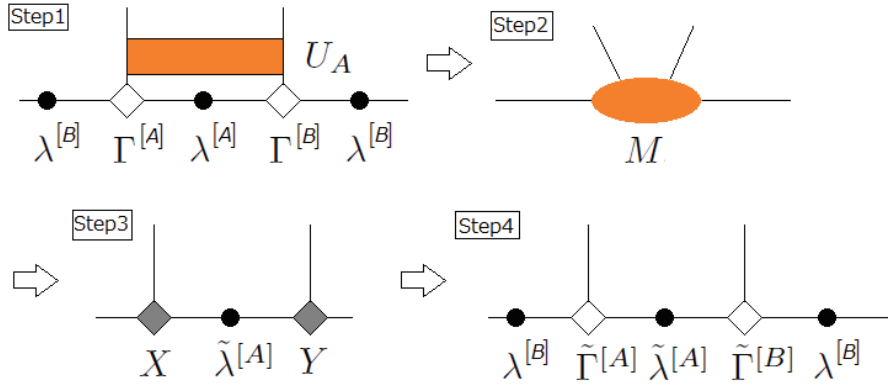 Step1
U_A
λ^[B] Γ^[A] λ^[A] Γ^[B] λ^[B]
Step2
M
Step3
X λ̃^[A] Y
Step4
λ^[B] Γ̃^[A] λ̃^[A] Γ̃^[B] λ^[B]